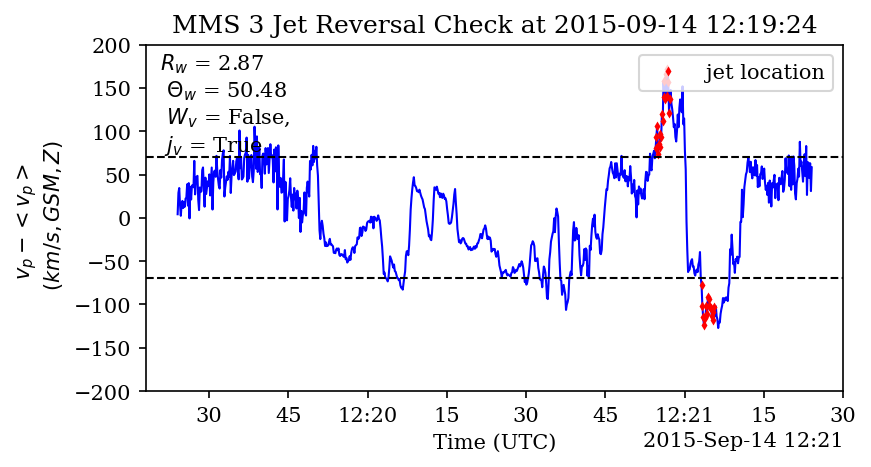 MMS 3 Jet Reversal Check at 2015-09-14 12:19:24
R_w = 2.87
Θ_w = 50.48
W_v = False,
j_v = True
jet location
v_p − <v_p>
(km/s, GSM, Z)
200
150
100
50
0
−50
−100
−150
−200
30 45 12:20 15 30 45 12:21 15 30
Time (UTC)
2015-Sep-14 12:21